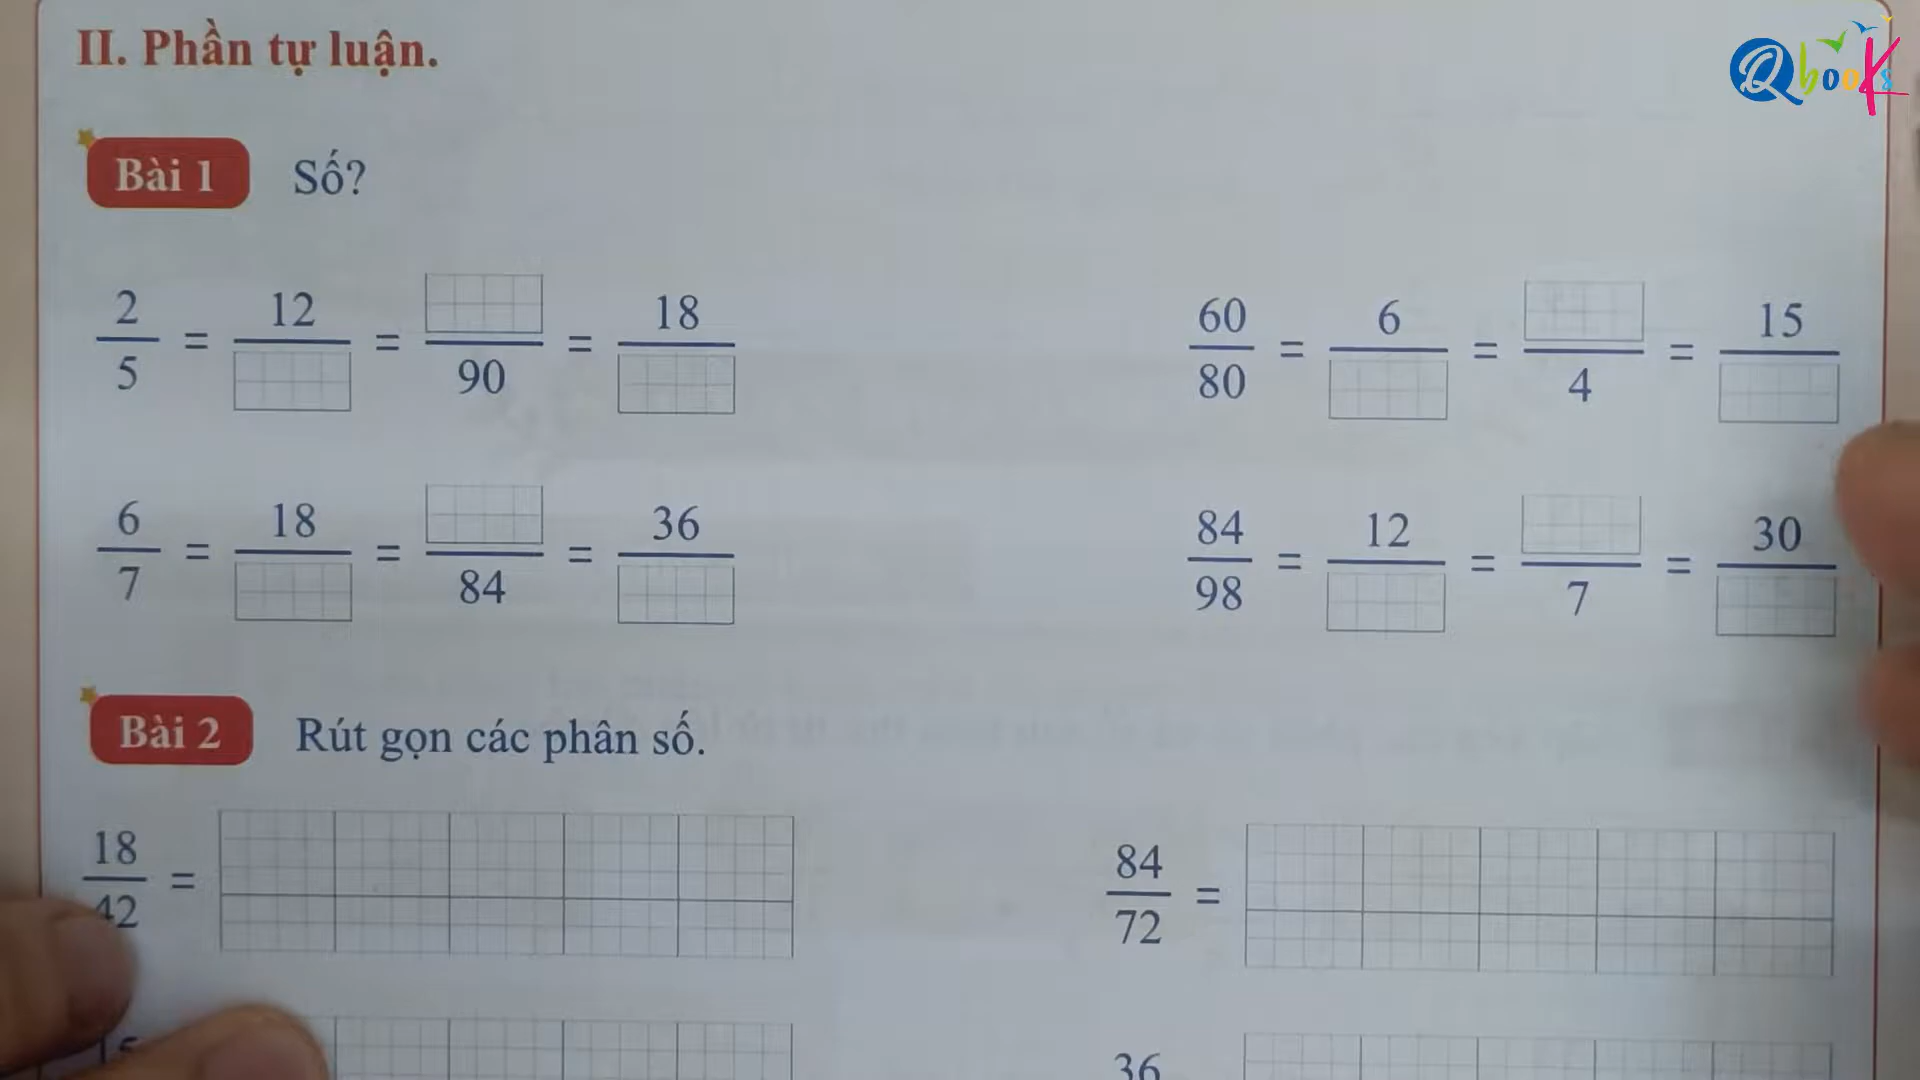 II. Phần tự luận.
Qbooks
Bài 1 Số?
2/5 = 12/ = /90 = 18/
60/80 = 6/ = /4 = 15/
6/7 = 18/ = /84 = 36/
84/98 = 12/ = /7 = 30/
Bài 2 Rút gọn các phân số.
18/42 =
84/72 =
36